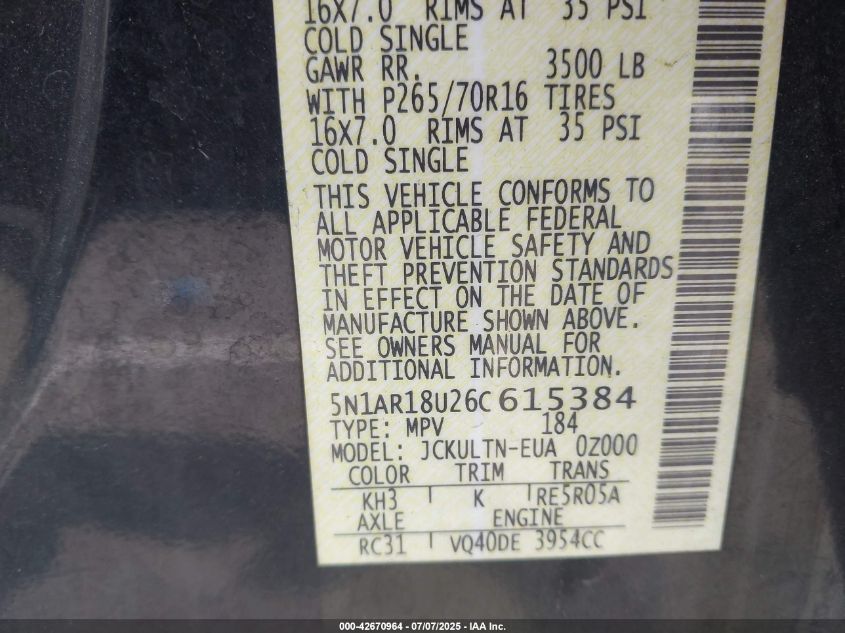 16X7.0 RIMS AT 35 PSI
COLD SINGLE
GAWR RR. 3500 LB
WITH P265/70R16 TIRES
16X7.0 RIMS AT 35 PSI
COLD SINGLE
THIS VEHICLE CONFORMS TO
ALL APPLICABLE FEDERAL
MOTOR VEHICLE SAFETY AND
THEFT PREVENTION STANDARDS
IN EFFECT ON THE DATE OF
MANUFACTURE SHOWN ABOVE.
SEE OWNERS MANUAL FOR
ADDITIONAL INFORMATION.
5N1AR18U26C615384
TYPE: MPV 184
MODEL: JCKULTN-EUA 0Z000
COLOR TRIM TRANS
KH3 K RE5R05A
AXLE ENGINE
RC31 VQ40DE 3954CC
000-42670964 / 07/07/2025 - IAA Inc.